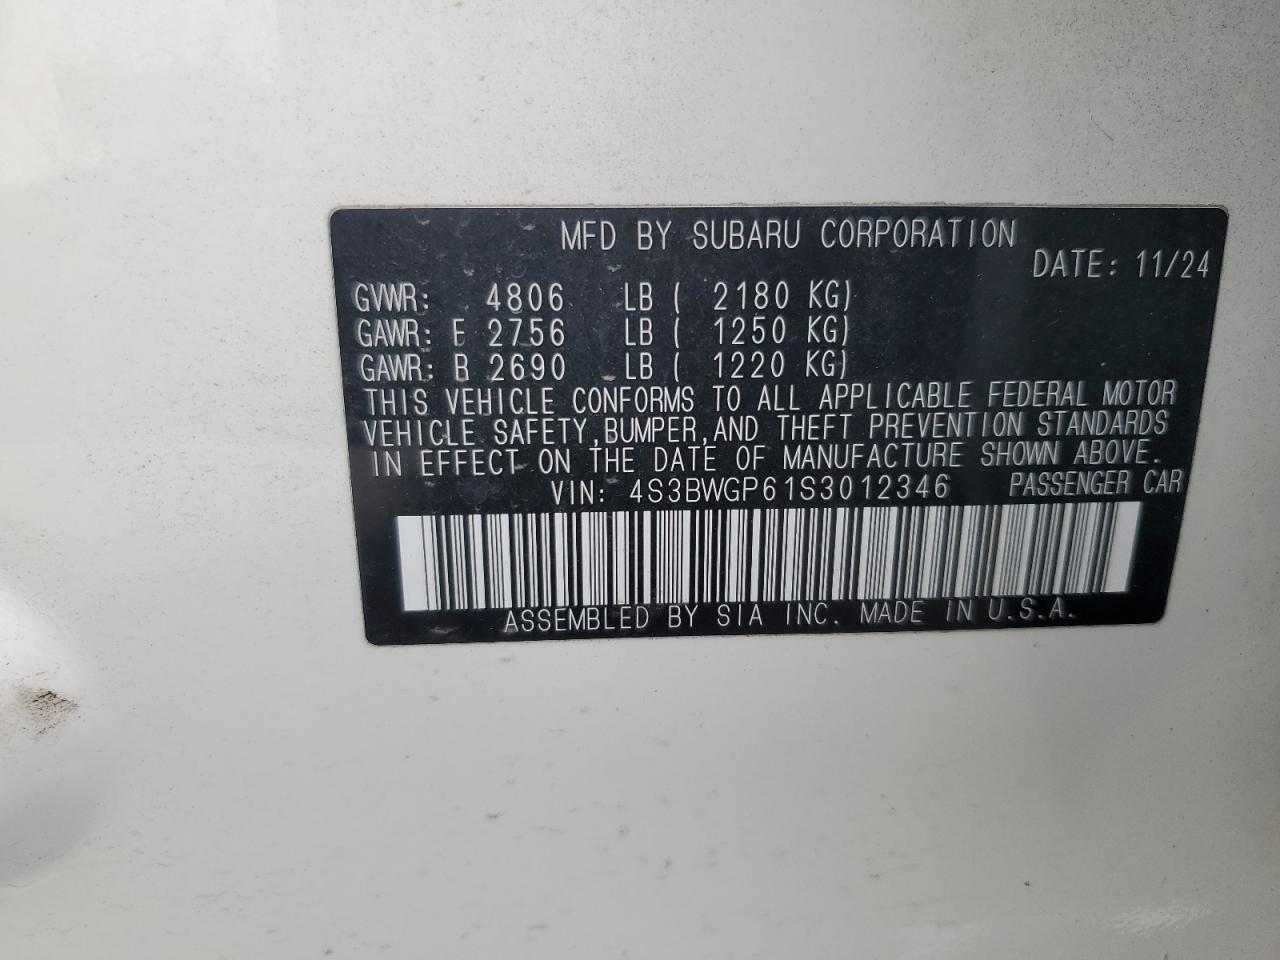 MFD BY SUBARU CORPORATION
DATE: 11/24
GVWR: 4806 LB ( 2180 KG)
GAWR: F 2756 LB ( 1250 KG)
GAWR: R 2690 LB ( 1220 KG)
THIS VEHICLE CONFORMS TO ALL APPLICABLE FEDERAL MOTOR
VEHICLE SAFETY,BUMPER,AND THEFT PREVENTION STANDARDS
IN EFFECT ON THE DATE OF MANUFACTURE SHOWN ABOVE.
VIN: 4S3BWGP61S3012346 PASSENGER CAR
ASSEMBLED BY SIA INC. MADE IN U.S.A.